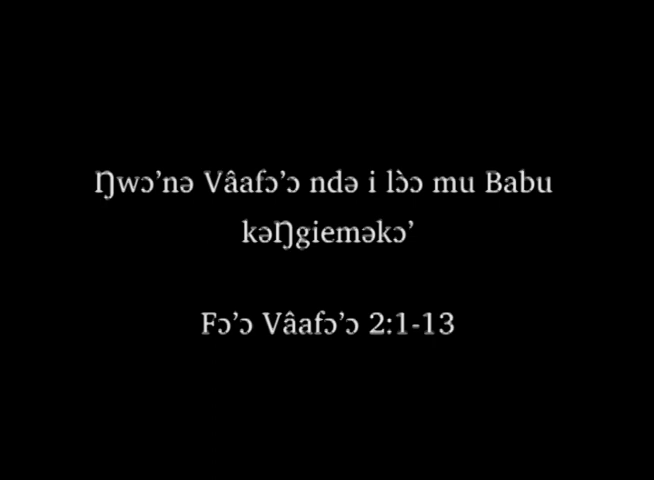 Ŋwɔ’nə Vâafɔ’ɔ ndə i lɔ̀ɔ mu Babu
kəŊgieməkɔ’
Fɔ’ɔ Vâafɔ’ɔ 2:1-13